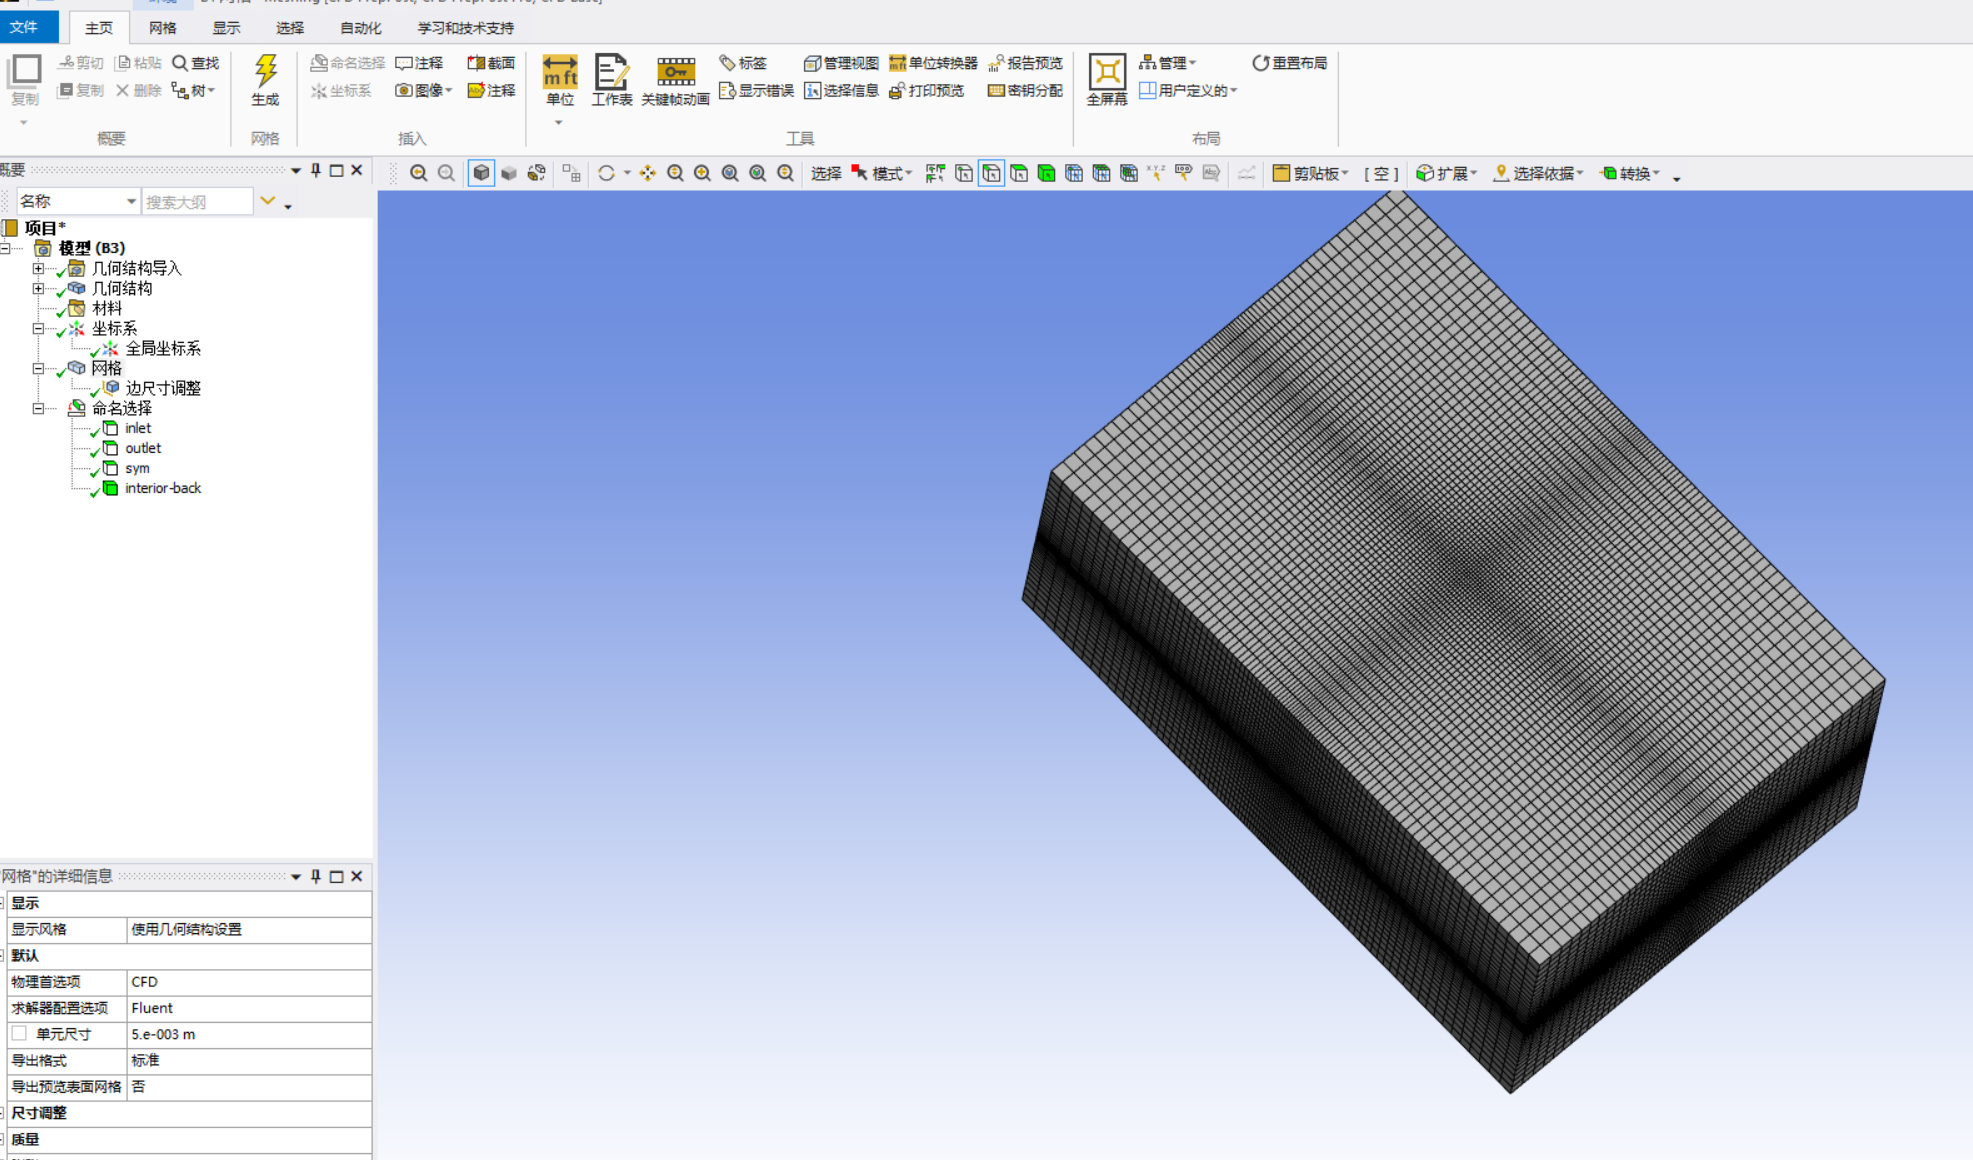 文件 主页 网格 显示 选择 自动化 学习和技术支持
剪切 粘贴 查找 命名选择 注释 截面 标签 管理视图 单位转换器 报告预览 管理 重置布局
复制 复制 删除 树 生成 坐标系 图像 注释 单位 工作表 关键帧动画 显示错误 选择信息 打印预览 密钥分配 全屏幕 用户定义的
概要 网格 插入 工具 布局
概要
选择 模式 剪贴板 [ 空 ] 扩展 选择依据 转换
名称 搜索大纲
项目*
模型 (B3)
几何结构导入
几何结构
材料
坐标系
全局坐标系
网格
边尺寸调整
命名选择
inlet
outlet
sym
interior-back
"网格"的详细信息
显示
显示风格 使用几何结构设置
默认
物理首选项 CFD
求解器配置选项 Fluent
单元尺寸 5.e-003 m
导出格式 标准
导出预览表面网格 否
尺寸调整
质量